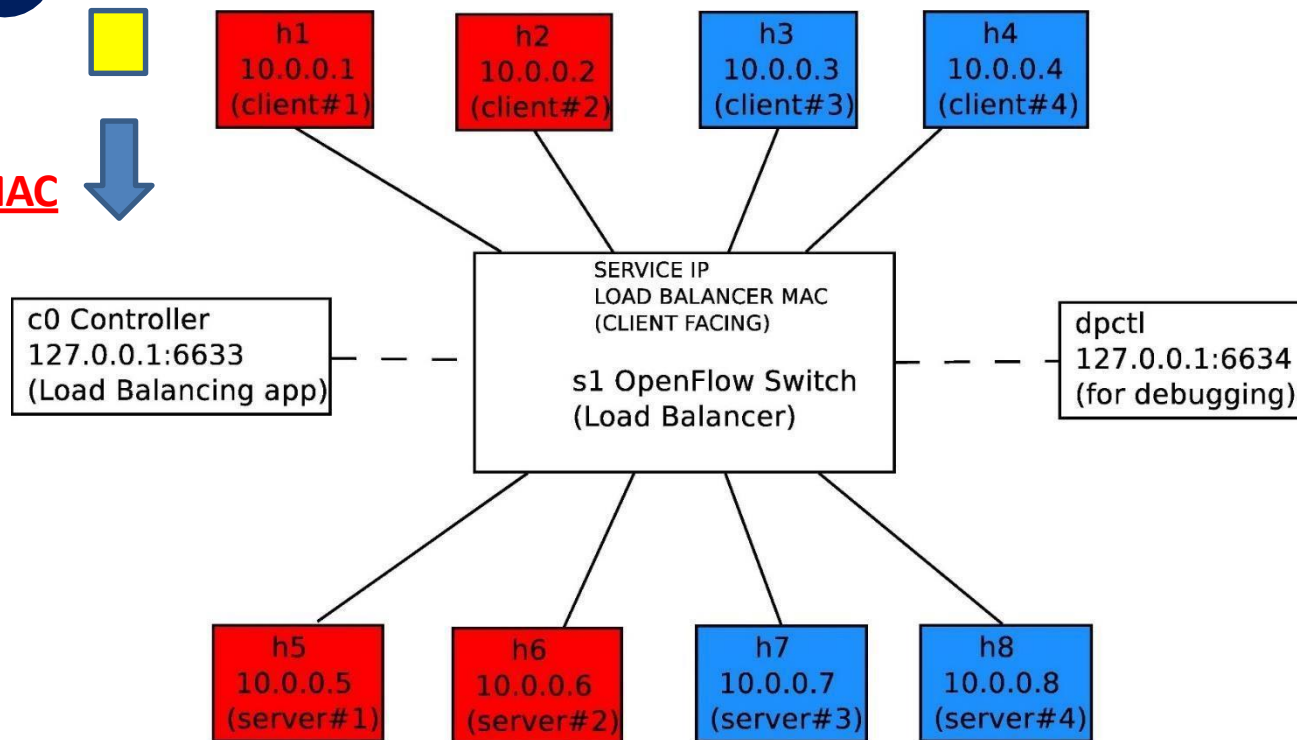 h1
10.0.0.1
(client#1)
h2
10.0.0.2
(client#2)
h3
10.0.0.3
(client#3)
h4
10.0.0.4
(client#4)
SERVICE IP
LOAD BALANCER MAC
(CLIENT FACING)
s1 OpenFlow Switch
(Load Balancer)
c0 Controller
127.0.0.1:6633
(Load Balancing app)
dpctl
127.0.0.1:6634
(for debugging)
h5
10.0.0.5
(server#1)
h6
10.0.0.6
(server#2)
h7
10.0.0.7
(server#3)
h8
10.0.0.8
(server#4)